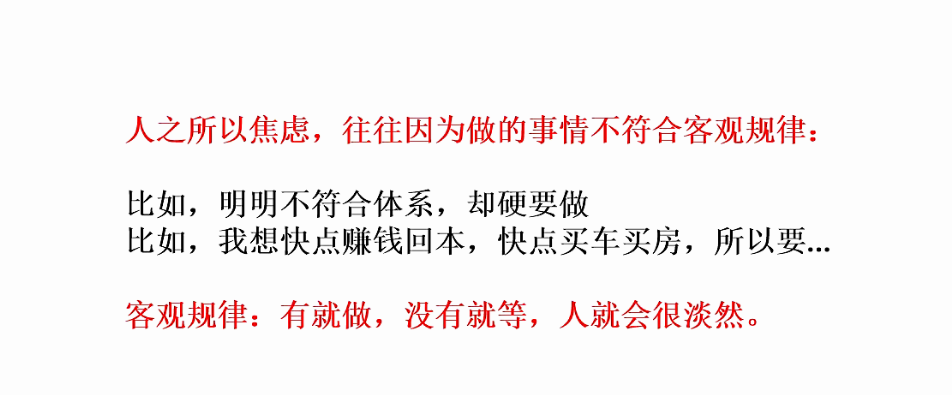 人之所以焦虑，往往因为做的事情不符合客观规律：
比如，明明不符合体系，却硬要做
比如，我想快点赚钱回本，快点买车买房，所以要...
客观规律：有就做，没有就等，人就会很淡然。